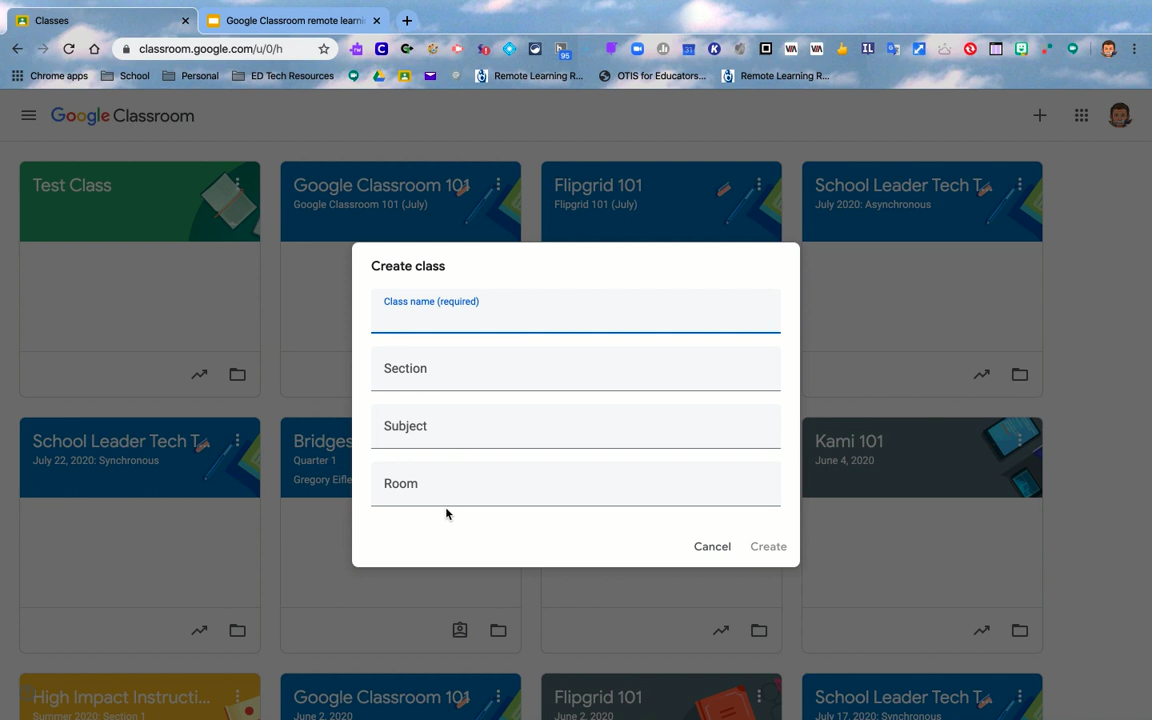 Classes
Google Classroom remote learni
classroom.google.com/u/0/h
95
31
VIA
VIA
IL
Chrome apps
School
Personal
ED Tech Resources
Remote Learning R...
OTIS for Educators...
Remote Learning R...
Google Classroom
Test Class
Google Classroom 101
Google Classroom 101 (July)
Flipgrid 101
Flipgrid 101 (July)
School Leader Tech T...
July 2020: Asynchronous
Create class
Class name (required)
Section
Subject
Room
Cancel
Create
School Leader Tech T...
July 22, 2020: Synchronous
Bridges
Quarter 1
Gregory Eifle
Kami 101
June 4, 2020
High Impact Instructi...
Summer 2020: Section 1
Google Classroom 101
June 2, 2020
Flipgrid 101
June 2, 2020
School Leader Tech T...
July 17, 2020: Synchronous